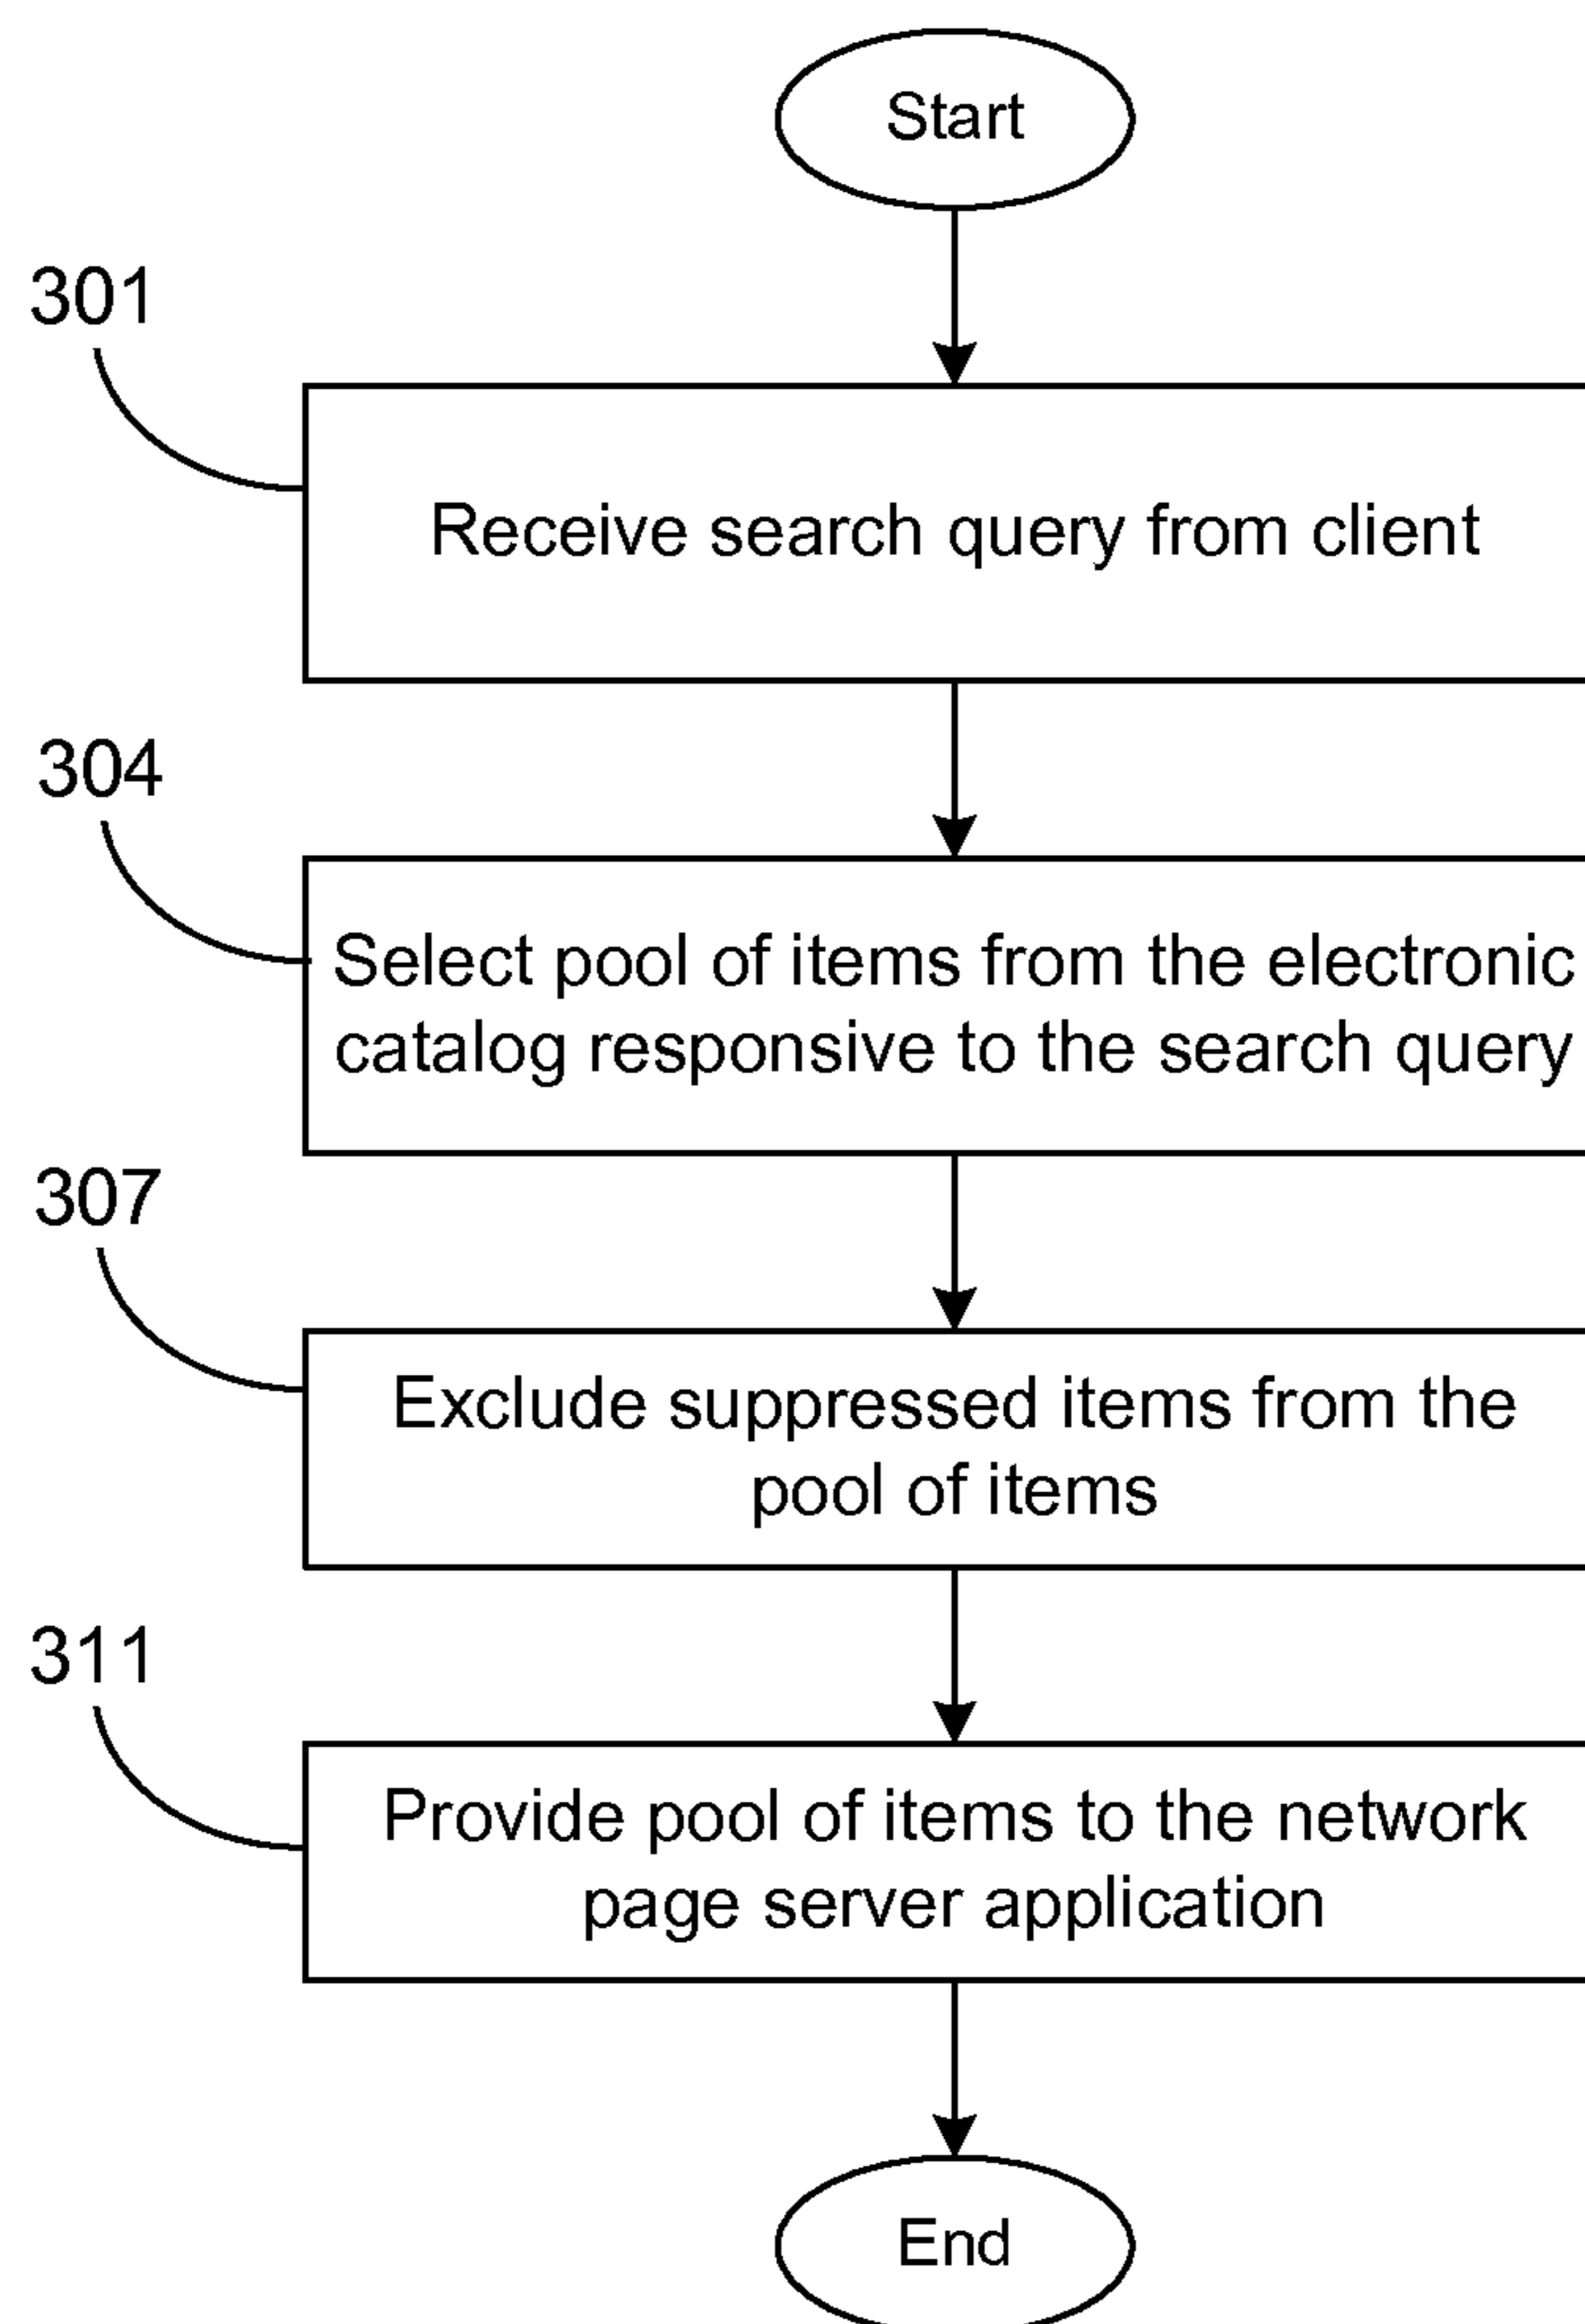 Start
301
Receive search query from client
304
Select pool of items from the electronic
catalog responsive to the search query
307
Exclude suppressed items from the
pool of items
311
Provide pool of items to the network
page server application
End